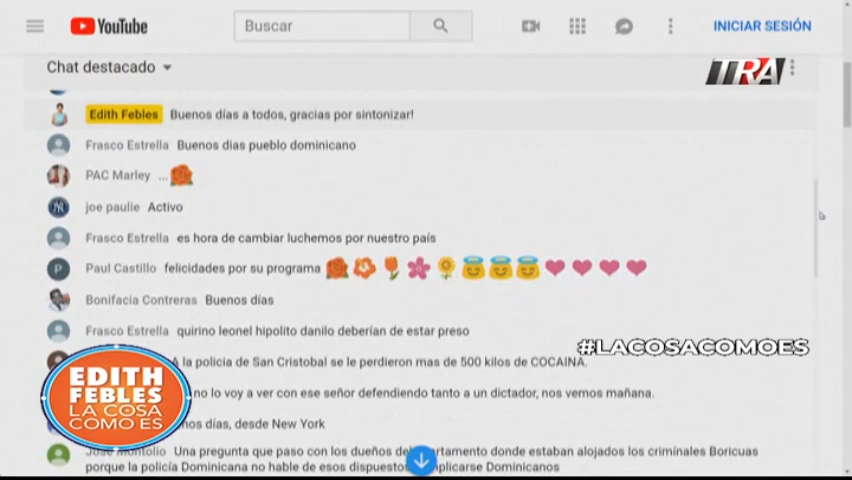 YouTube
Buscar
INICIAR SESIÓN
Chat destacado
TRA
Edith Febles Buenos días a todos, gracias por sintonizar!
Frasco Estrella Buenos dias pueblo dominicano
PAC Marley ...
joe paulie Activo
Frasco Estrella es hora de cambiar luchemos por nuestro país
P Paul Castillo felicidades por su programa
Bonifacia Contreras Buenos días
Frasco Estrella quirino leonel hipolito danilo deberían de estar preso
#LACOSACOMOES
A la policia de San Cristobal se le perdieron mas de 500 kilos de COCAINA.
no lo voy a ver con ese señor defendiendo tanto a un dictador, nos vemos mañana.
días, desde New York
Jose Montolio Una pregunta que paso con los dueños del departamento donde estaban alojados los criminales Boricuas
porque la policía Dominicana no hable de esos dispuestos Dominicanos
EDITH
FEBLES
LA COSA
COMO ES